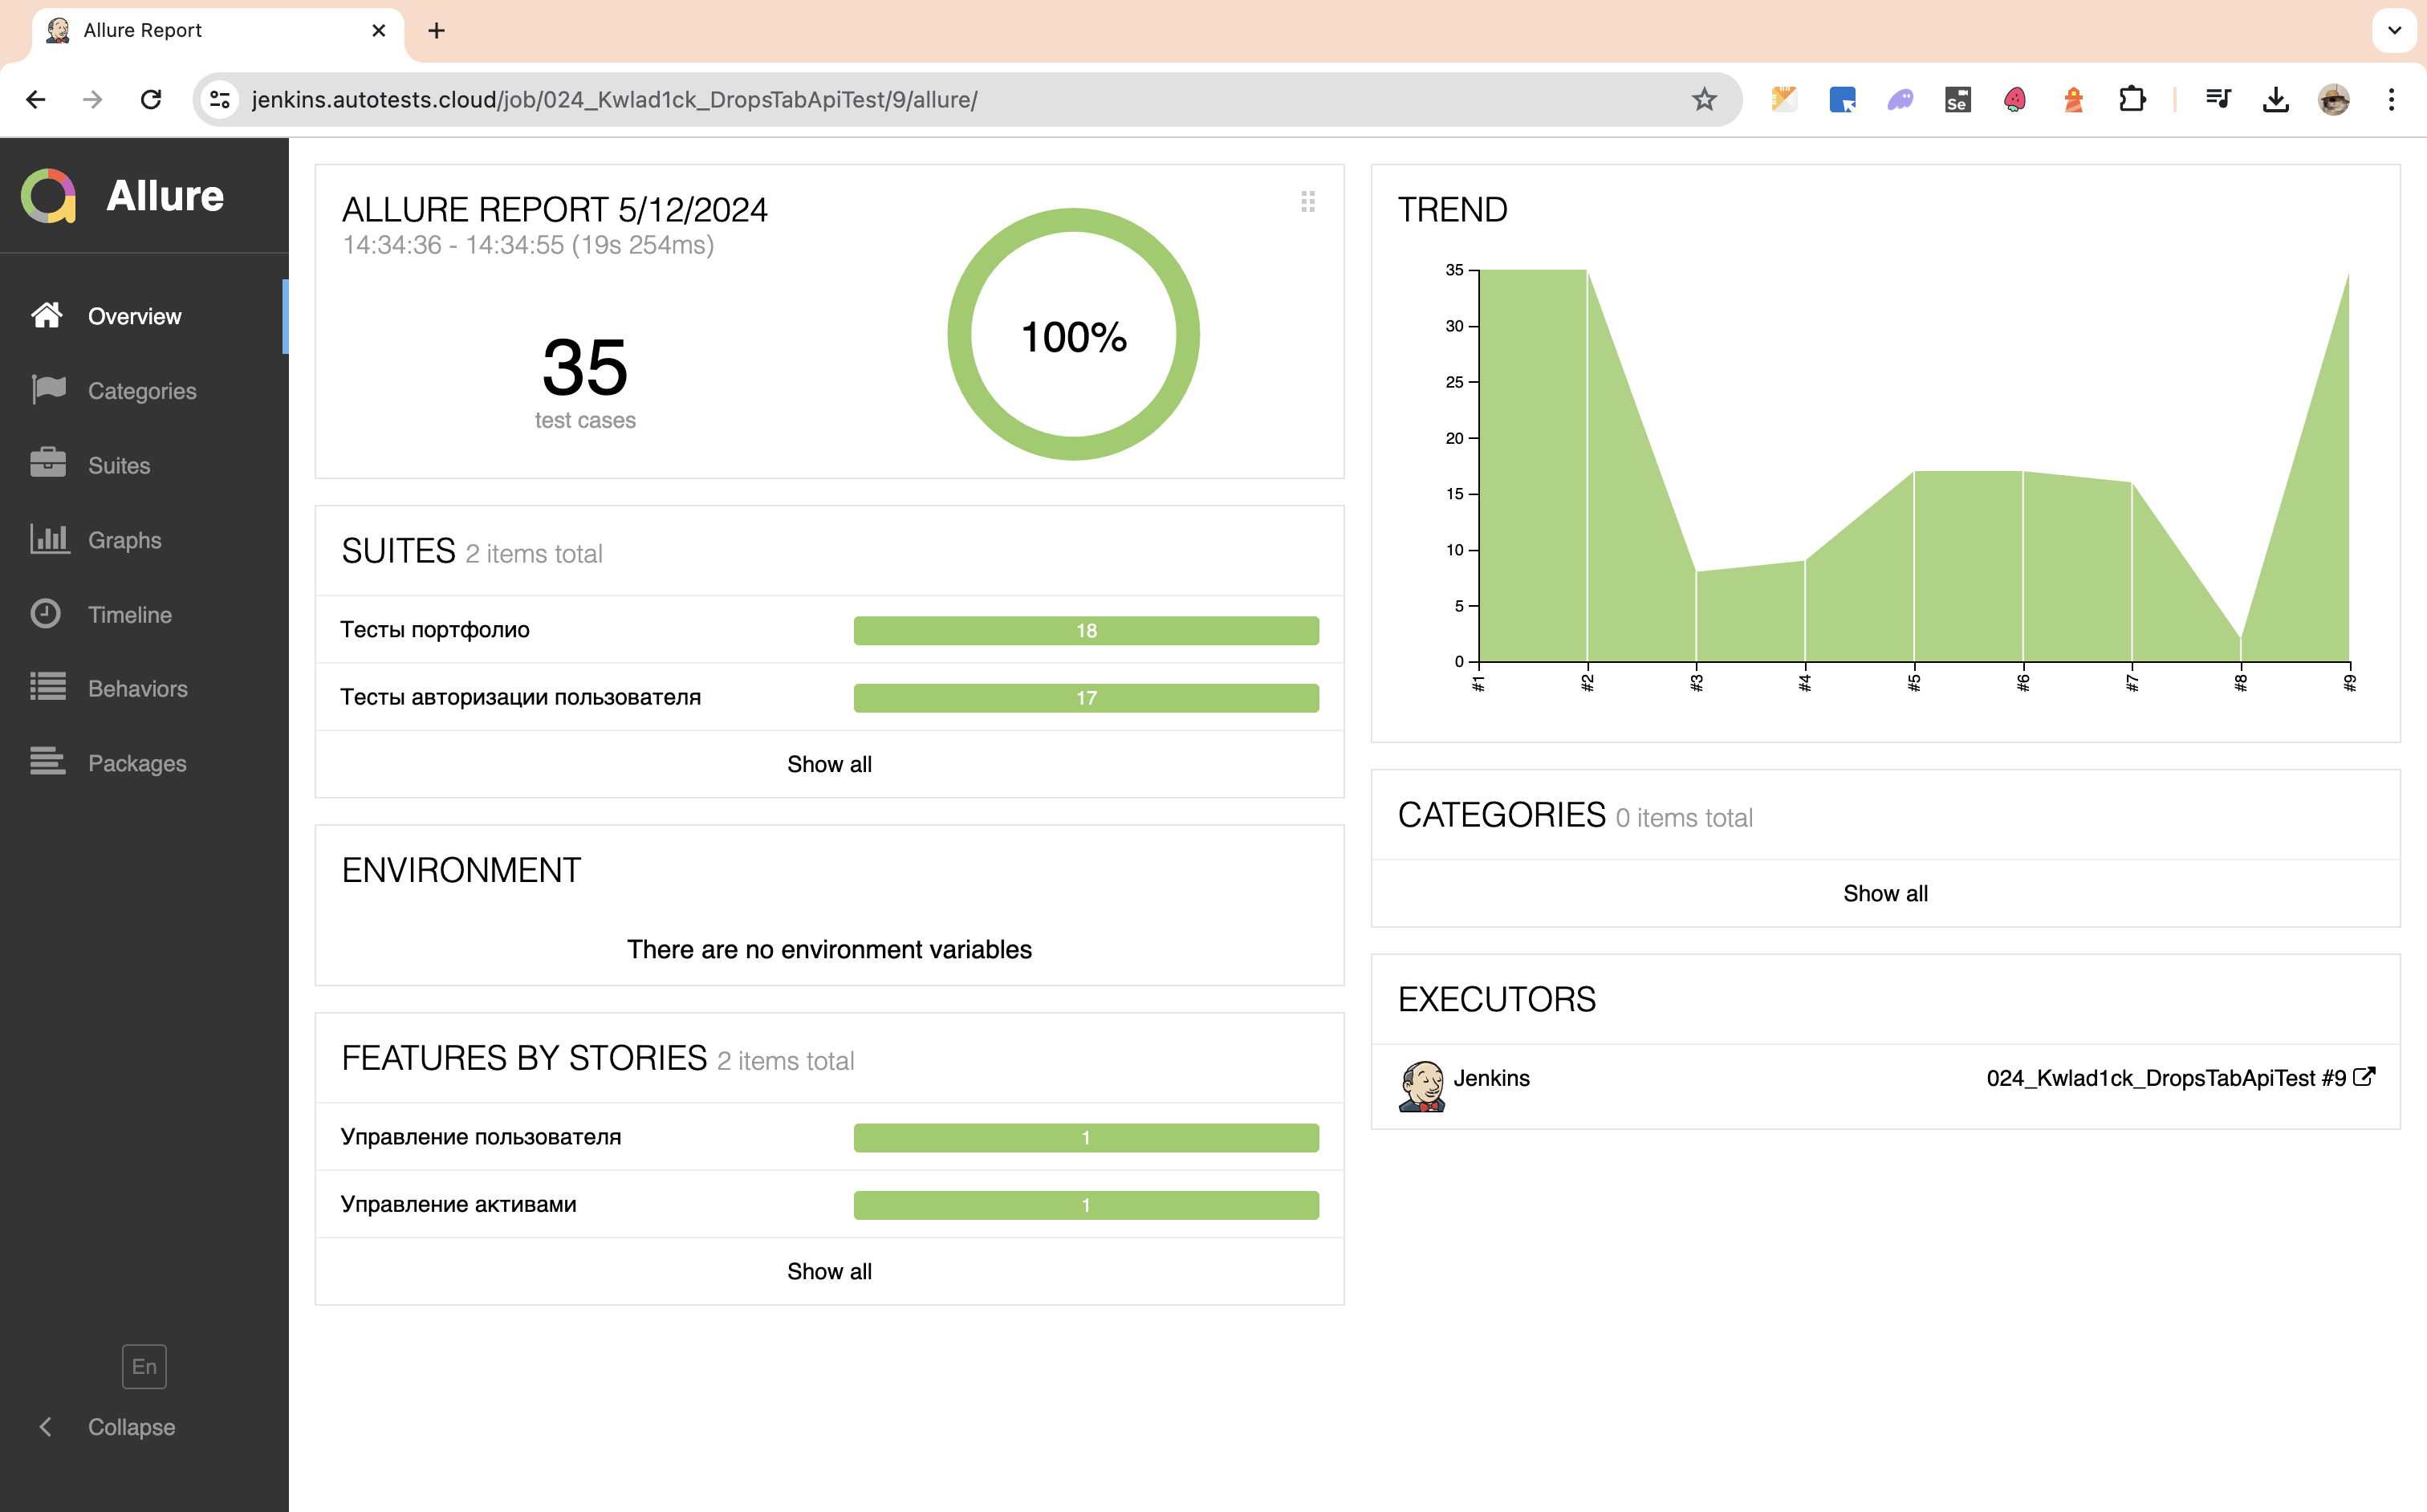 Allure Report
jenkins.autotests.cloud/job/024_Kwlad1ck_DropsTabApiTest/9/allure/
Se
Allure
Overview
Categories
Suites
Graphs
Timeline
Behaviors
Packages
En
Collapse
ALLURE REPORT 5/12/2024
14:34:36 - 14:34:55 (19s 254ms)
35
test cases
100%
SUITES 2 items total
Тесты портфолио 18
Тесты авторизации пользователя 17
Show all
ENVIRONMENT
There are no environment variables
FEATURES BY STORIES 2 items total
Управление пользователя 1
Управление активами 1
Show all
TREND
35
30
25
20
15
10
5
0
#1 #2 #3 #4 #5 #6 #7 #8 #9
CATEGORIES 0 items total
Show all
EXECUTORS
Jenkins 024_Kwlad1ck_DropsTabApiTest #9